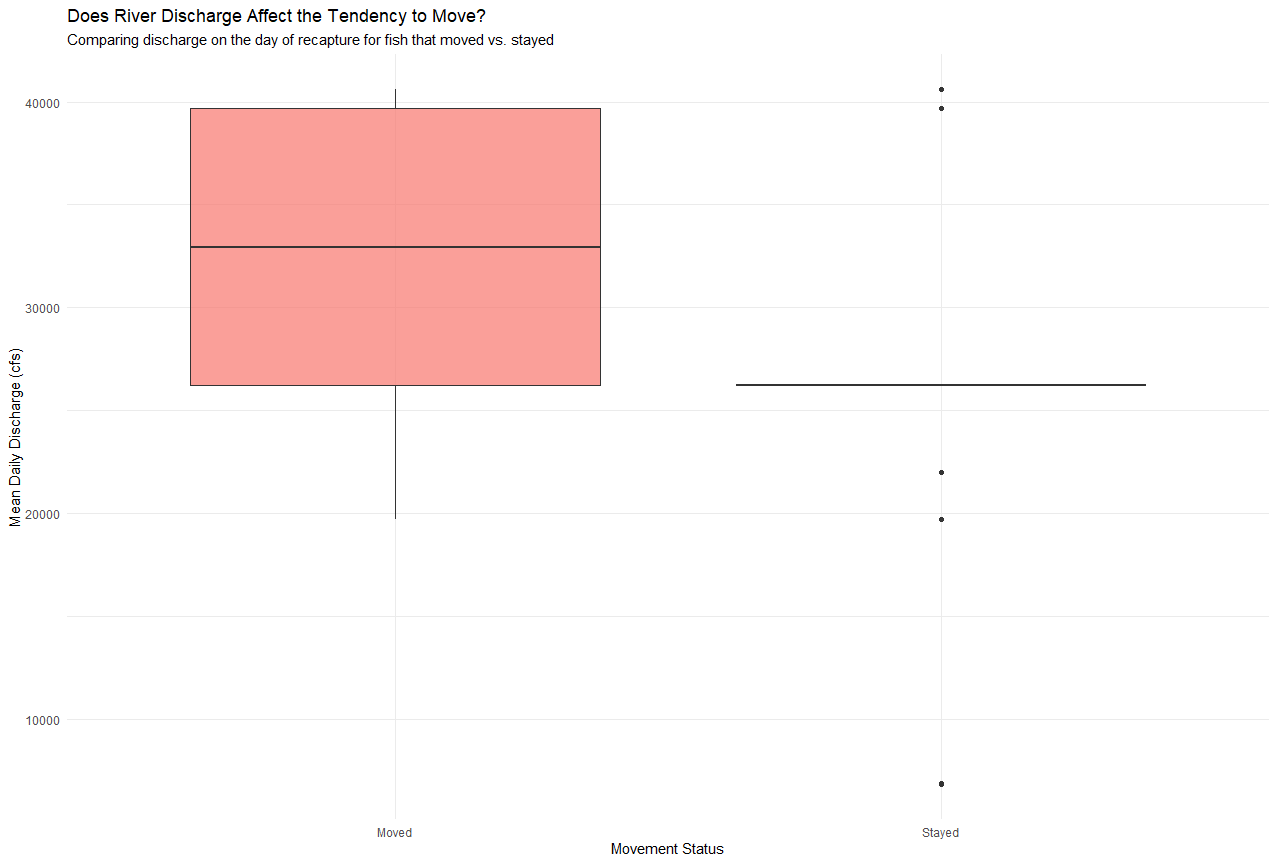 Does River Discharge Affect the Tendency to Move?
Comparing discharge on the day of recapture for fish that moved vs. stayed
Mean Daily Discharge (cfs)
40000
30000
20000
10000
Moved
Stayed
Movement Status